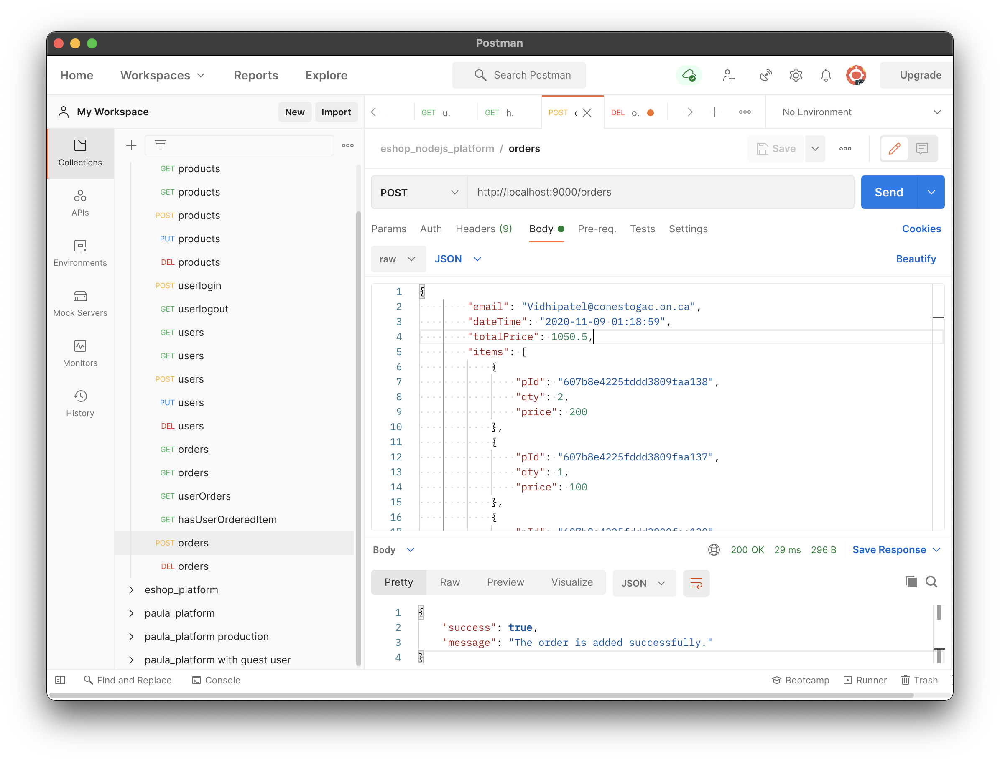 Postman
Home Workspaces Reports Explore Search Postman Upgrade
My Workspace New Import
GET u. GET h. POST DEL o.. No Environment
Collections
APIs
Environments
Mock Servers
Monitors
History
GET products
GET products
POST products
PUT products
DEL products
POST userlogin
GET userlogout
GET users
GET users
POST users
PUT users
DEL users
GET orders
GET orders
GET userOrders
GET hasUserOrderedItem
POST orders
DEL orders
eshop_platform
paula_platform
paula_platform production
paula_platform with guest user
eshop_nodejs_platform / orders Save
POST http://localhost:9000/orders Send
Params Auth Headers (9) Body Pre-req. Tests Settings Cookies
raw JSON Beautify
1 {
2 "email": "Vidhipatel@conestogac.on.ca",
3 "dateTime": "2020-11-09 01:18:59",
4 "totalPrice": 1050.5,
5 "items": [
6 {
7 "pId": "607b8e4225fddd3809faa138",
8 "qty": 2,
9 "price": 200
10 },
11 {
12 "pId": "607b8e4225fddd3809faa137",
13 "qty": 1,
14 "price": 100
15 },
16 {
Body 200 OK 29 ms 296 B Save Response
Pretty Raw Preview Visualize JSON
1 {
2 "success": true,
3 "message": "The order is added successfully."
4 }
Find and Replace Console Bootcamp Runner Trash